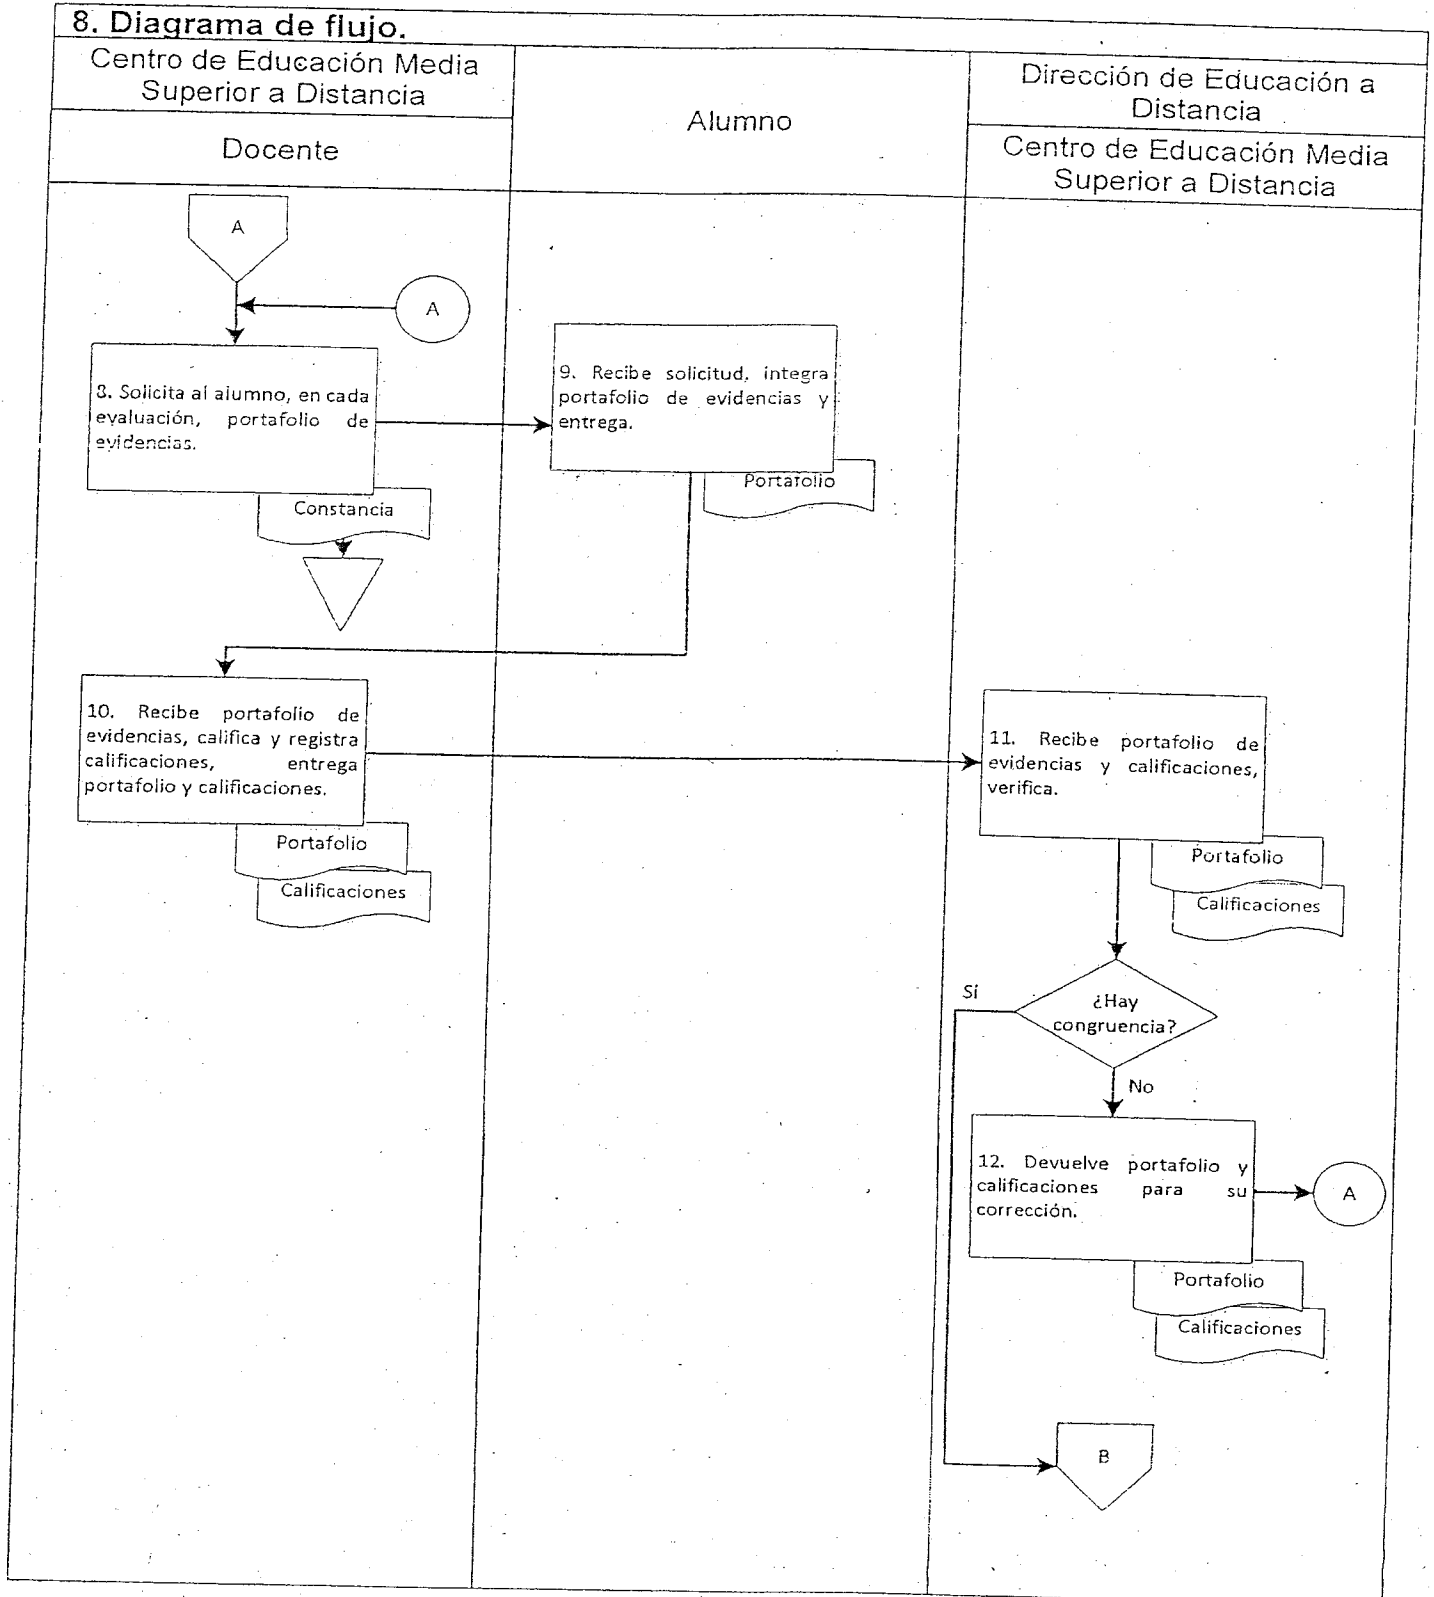 8. Diagrama de flujo.
Centro de Educación Media
Superior a Distancia
Docente
Alumno
Dirección de Educación a
Distancia
Centro de Educación Media
Superior a Distancia
A
A
8. Solicita al alumno, en cada
evaluación, portafolio de
evidencias.
Constancia
9. Recibe solicitud, integra
portafolio de evidencias y
entrega.
Portafolio
10. Recibe portafolio de
evidencias, califica y registra
calificaciones, entrega
portafolio y calificaciones.
Portafolio
Calificaciones
11. Recibe portafolio de
evidencias y calificaciones,
verifica.
Portafolio
Calificaciones
¿Hay
congruencia?
Sí
No
12. Devuelve portafolio y
calificaciones para su
corrección.
A
Portafolio
Calificaciones
B